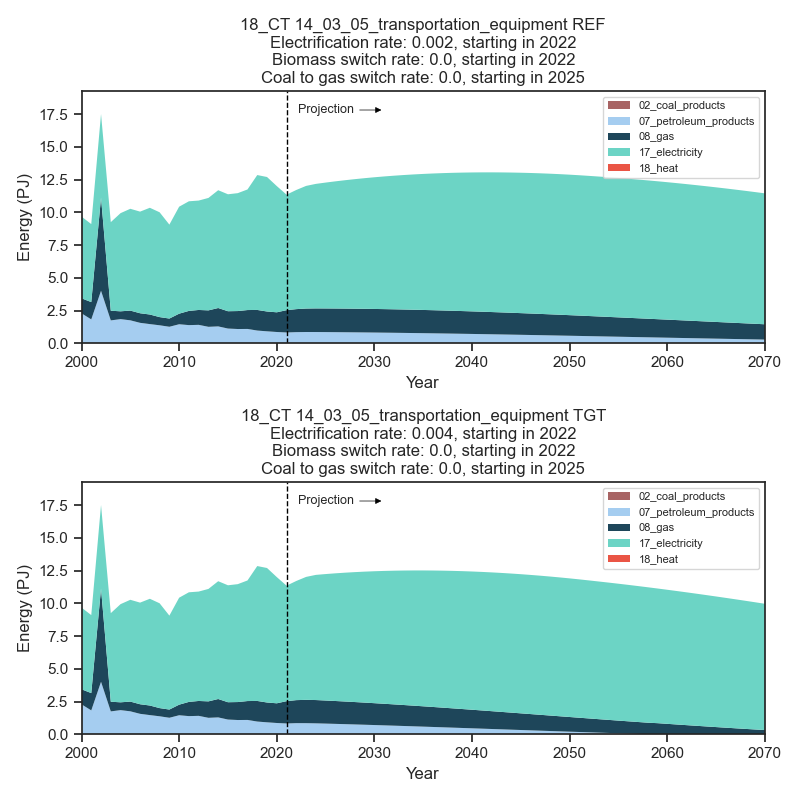 18_CT 14_03_05_transportation_equipment REF
Electrification rate: 0.002, starting in 2022
Biomass switch rate: 0.0, starting in 2022
Coal to gas switch rate: 0.0, starting in 2025
Projection
02_coal_products
07_petroleum_products
08_gas
17_electricity
18_heat
17.5
15.0
12.5
10.0
7.5
5.0
2.5
0.0
Energy (PJ)
2000 2010 2020 2030 2040 2050 2060 2070
Year
18_CT 14_03_05_transportation_equipment TGT
Electrification rate: 0.004, starting in 2022
Biomass switch rate: 0.0, starting in 2022
Coal to gas switch rate: 0.0, starting in 2025
Projection
02_coal_products
07_petroleum_products
08_gas
17_electricity
18_heat
17.5
15.0
12.5
10.0
7.5
5.0
2.5
0.0
Energy (PJ)
2000 2010 2020 2030 2040 2050 2060 2070
Year